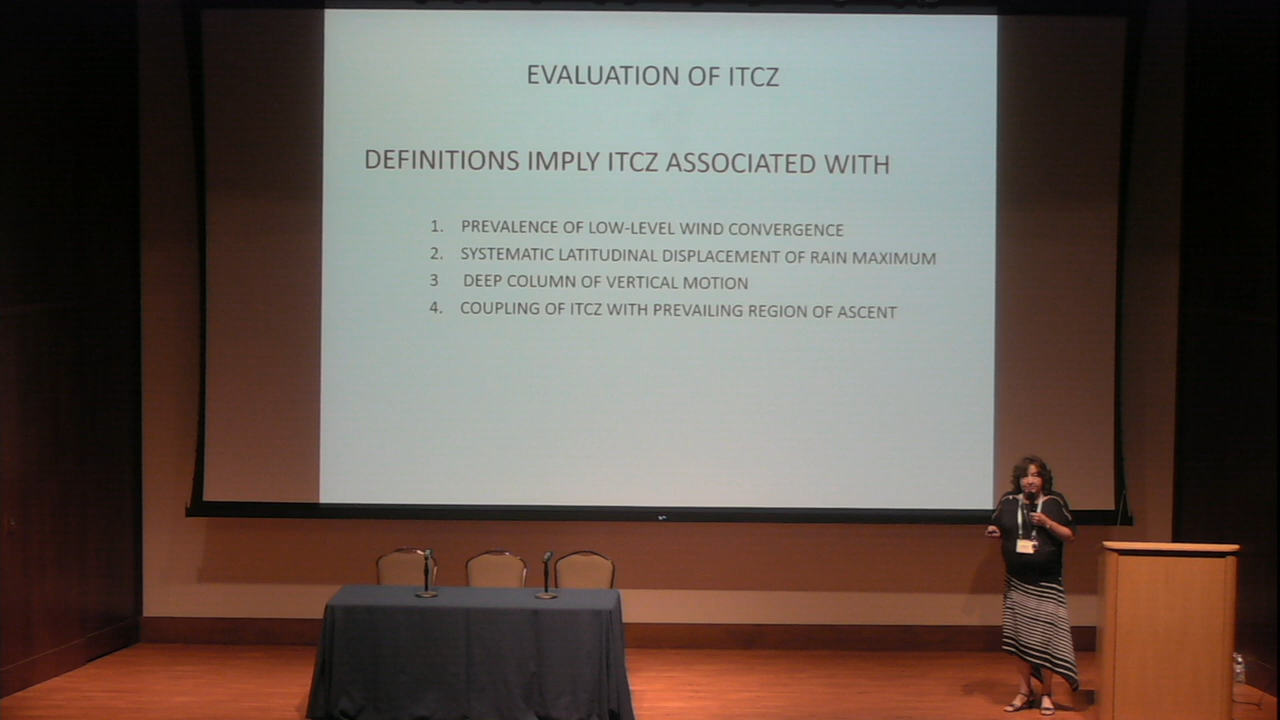 EVALUATION OF ITCZ
DEFINITIONS IMPLY ITCZ ASSOCIATED WITH
1. PREVALENCE OF LOW-LEVEL WIND CONVERGENCE
2. SYSTEMATIC LATITUDINAL DISPLACEMENT OF RAIN MAXIMUM
3 DEEP COLUMN OF VERTICAL MOTION
4. COUPLING OF ITCZ WITH PREVAILING REGION OF ASCENT